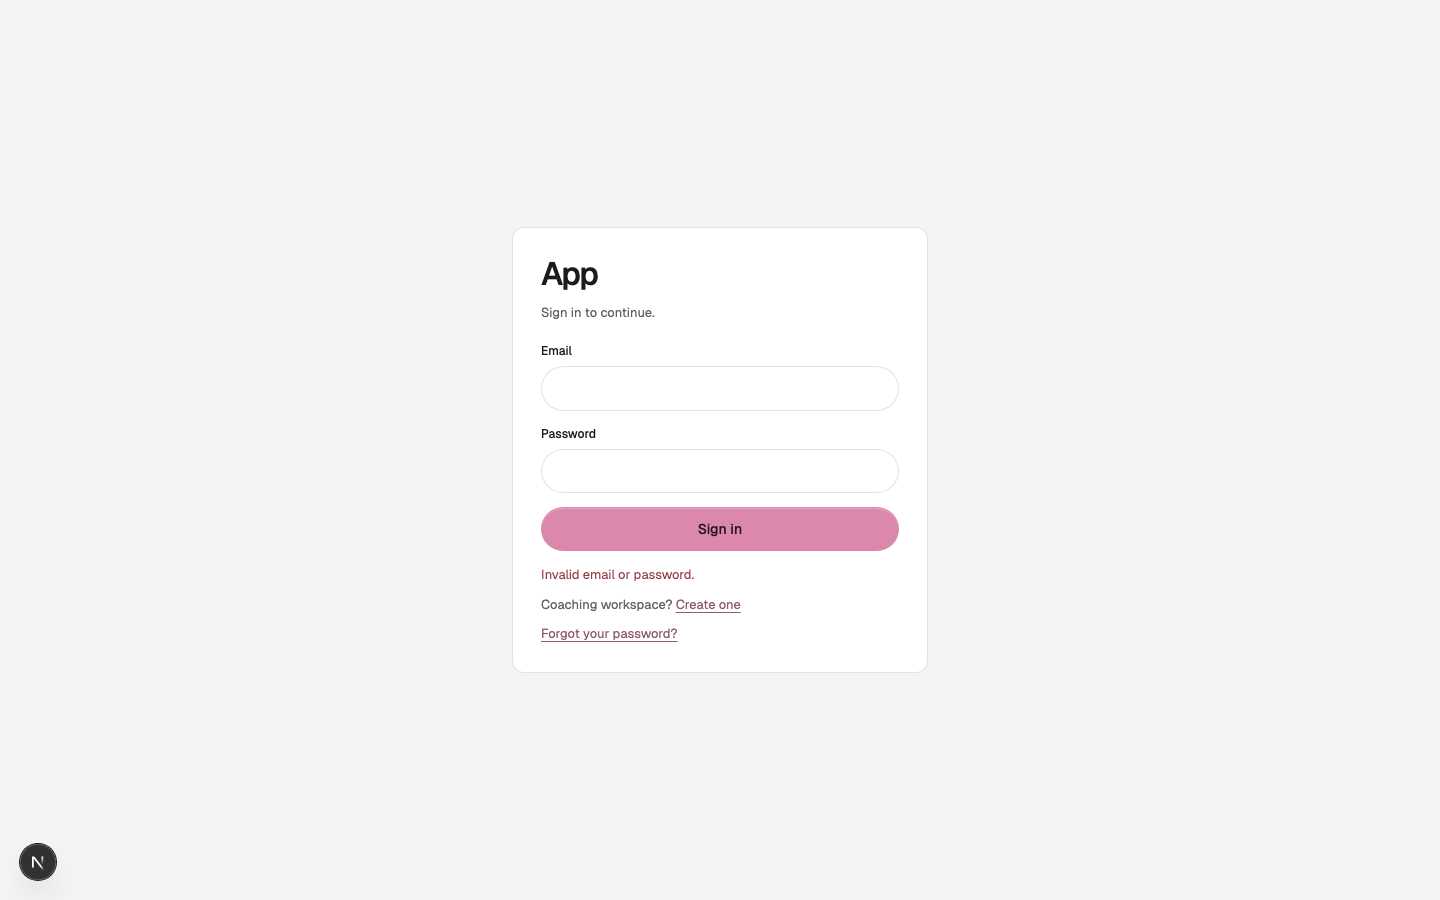 App
Sign in to continue.
Email
Password
Sign in
Invalid email or password.
Coaching workspace? Create one
Forgot your password?
N